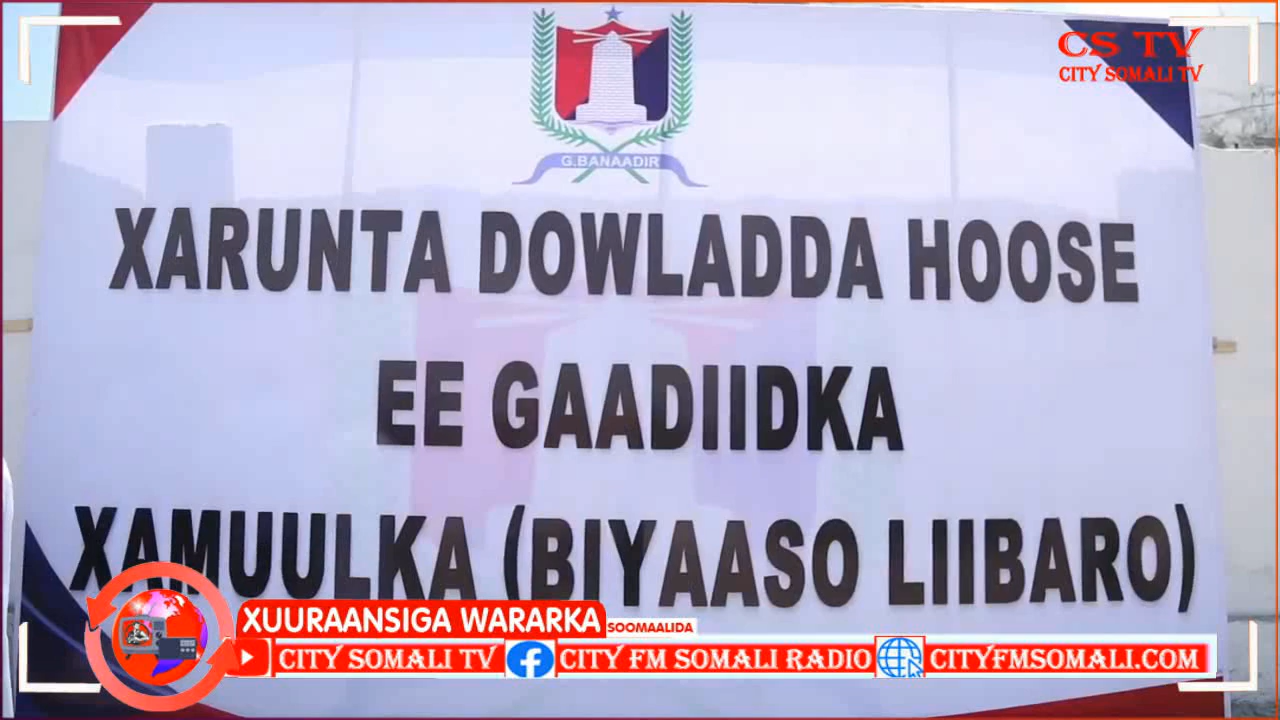 CS TV
CITY SOMALI TV
G.BANAADIR
XARUNTA DOWLADDA HOOSE
EE GAADIIDKA
XAMUULKA (BIYAASO LIIBARO)
XUURAANSIGA WARARKA
SOOMAALIDA
CITY SOMALI TV CITY FM SOMALI RADIO CITYFMSOMALI.COM